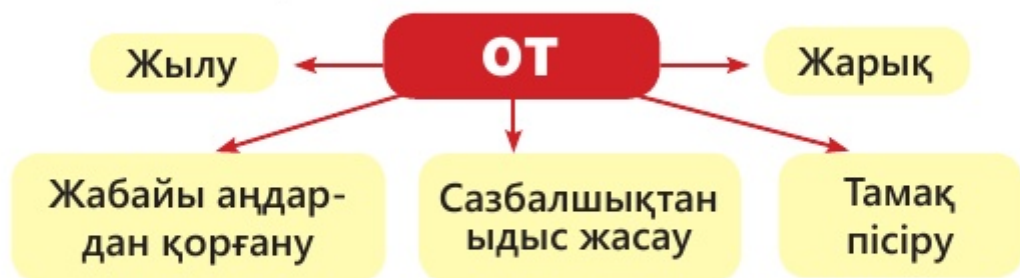 ОТ
Жылу
Жарық
Жабайы аңдар-
дан қорғану
Сазбалшықтан
ыдыс жасау
Тамақ
пісіру